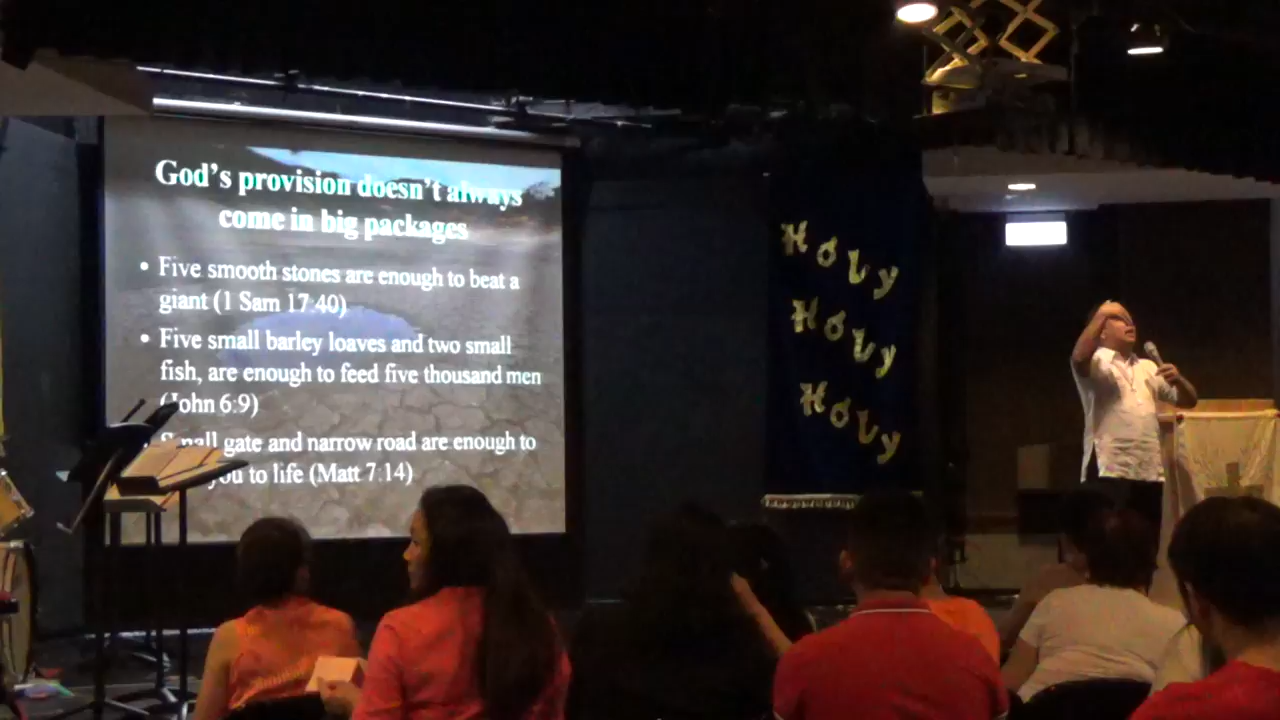 God's provision doesn't always
come in big packages
• Five smooth stones are enough to beat a
giant (1 Sam 17:40)
• Five small barley loaves and two small
fish, are enough to feed five thousand men
(John 6:9)
• Small gate and narrow road are enough to
you to life (Matt 7:14)
HOLY
HOLY
HOLY